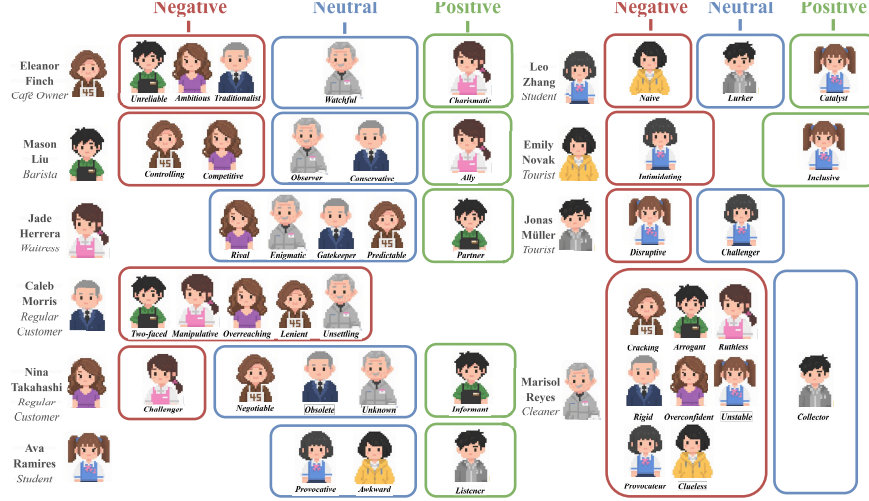 Negative
Neutral
Positive
Negative
Neutral
Positive
Eleanor
Finch
Café Owner
45
Unreliable
Ambitious
Traditionalist
Watchful
Charismatic
Mason
Liu
Barista
45
Controlling
Competitive
Observer
Conservative
Ally
Jade
Herrera
Waitress
Rival
Enigmatic
Gatekeeper
45
Predictable
Partner
Caleb
Morris
Regular
Customer
Two-faced
Manipulative
Overreaching
45
Lenient
Unsettling
Nina
Takahashi
Regular
Customer
Challenger
45
Negotiable
Obsolete
Unknown
Informant
Ava
Ramires
Student
Provocative
Awkward
Listener
Leo
Zhang
Student
Naive
Lurker
Catalyst
Emily
Novak
Tourist
Intimidating
Inclusive
Jonas
Müller
Tourist
Disruptive
Challenger
Marisol
Reyes
Cleaner
45
Cracking
Arrogant
Ruthless
Rigid
Overconfident
Unstable
Provocateur
Clueless
Collector